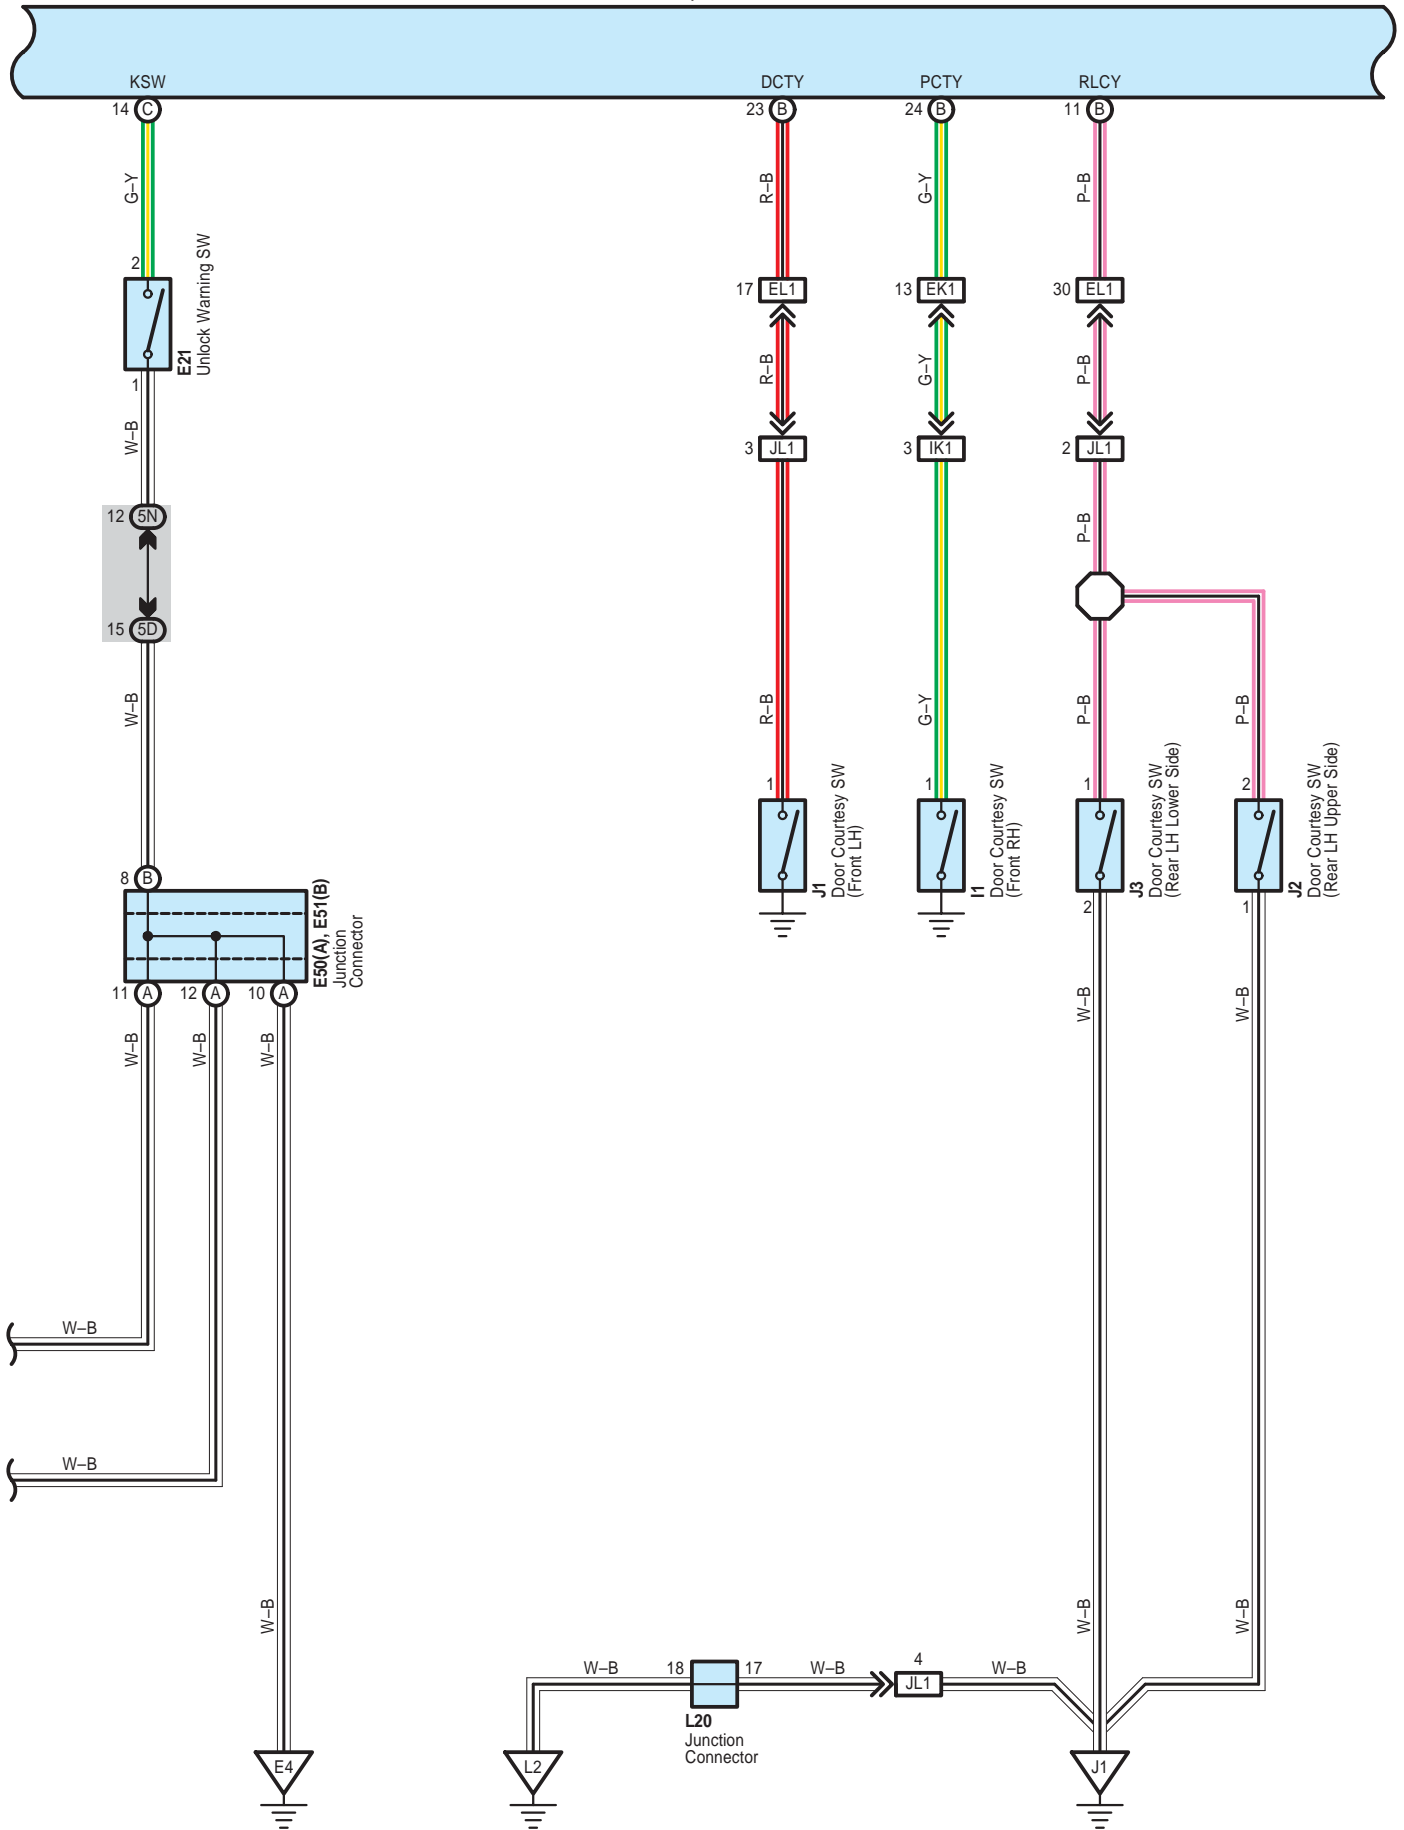 KSW
DCTY
PCTY
RLCY
14 C
23 B
24 B
11 B
G–Y
R–B
G–Y
P–B
2
E21
Unlock Warning SW
17 EL1
13 EK1
30 EL1
1
R–B
G–Y
P–B
W–B
3 JL1
3 IK1
2 JL1
12 5N
P–B
15 5D
W–B
R–B
G–Y
P–B
P–B
1
J1
Door Courtesy SW
(Front LH)
1
I1
Door Courtesy SW
(Front RH)
1
J3
Door Courtesy SW
(Rear LH Lower Side)
2
2
J2
Door Courtesy SW
(Rear LH Upper Side)
1
8 B
E50(A), E51(B)
Junction
Connector
11 A
12 A
10 A
W–B
W–B
W–B
W–B
W–B
W–B
W–B
W–B
W–B
W–B
W–B
18
17
W–B
4
JL1
W–B
L20
Junction
Connector
E4
L2
J1